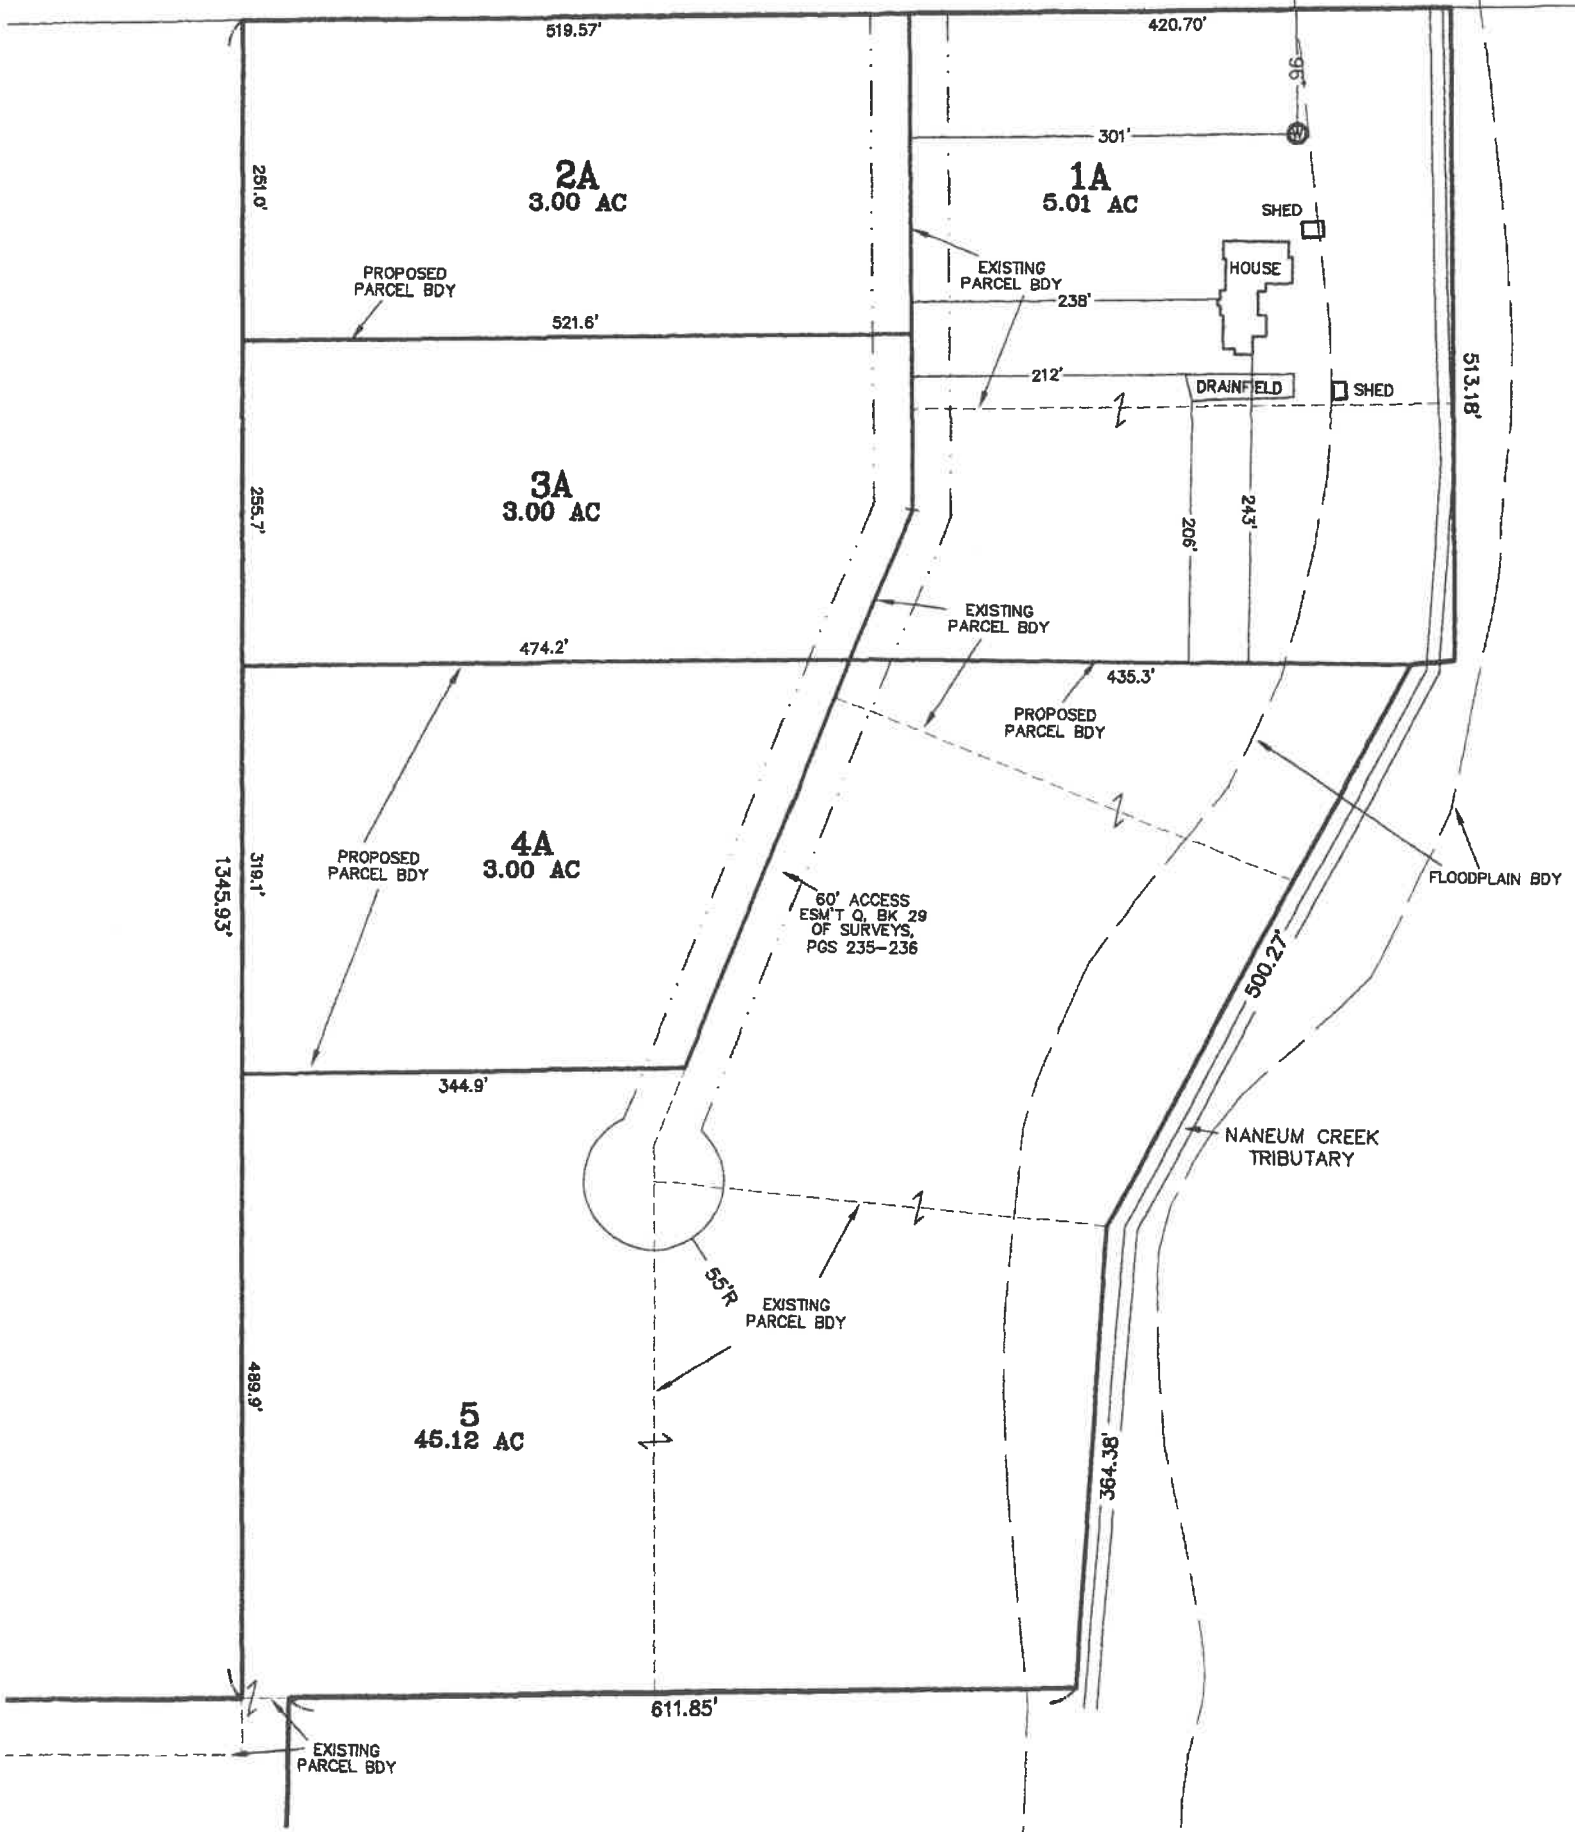 519.57'
420.70'
96'
301'
2A
3.00 AC
1A
5.01 AC
251.0'
SHED
HOUSE
EXISTING
PARCEL BDY
PROPOSED
PARCEL BDY
238'
521.6'
212'
DRAINFIELD
SHED
513.18'
3A
3.00 AC
255.7'
206'
243'
EXISTING
PARCEL BDY
474.2'
435.3'
PROPOSED
PARCEL BDY
4A
3.00 AC
PROPOSED
PARCEL BDY
319.1'
1345.93'
60' ACCESS
ESM'T Q, BK 29
OF SURVEYS,
PGS 235-236
FLOODPLAIN BDY
500.27'
344.9'
NANEUM CREEK
TRIBUTARY
55'R
EXISTING
PARCEL BDY
489.9'
5
45.12 AC
364.38'
611.85'
EXISTING
PARCEL BDY